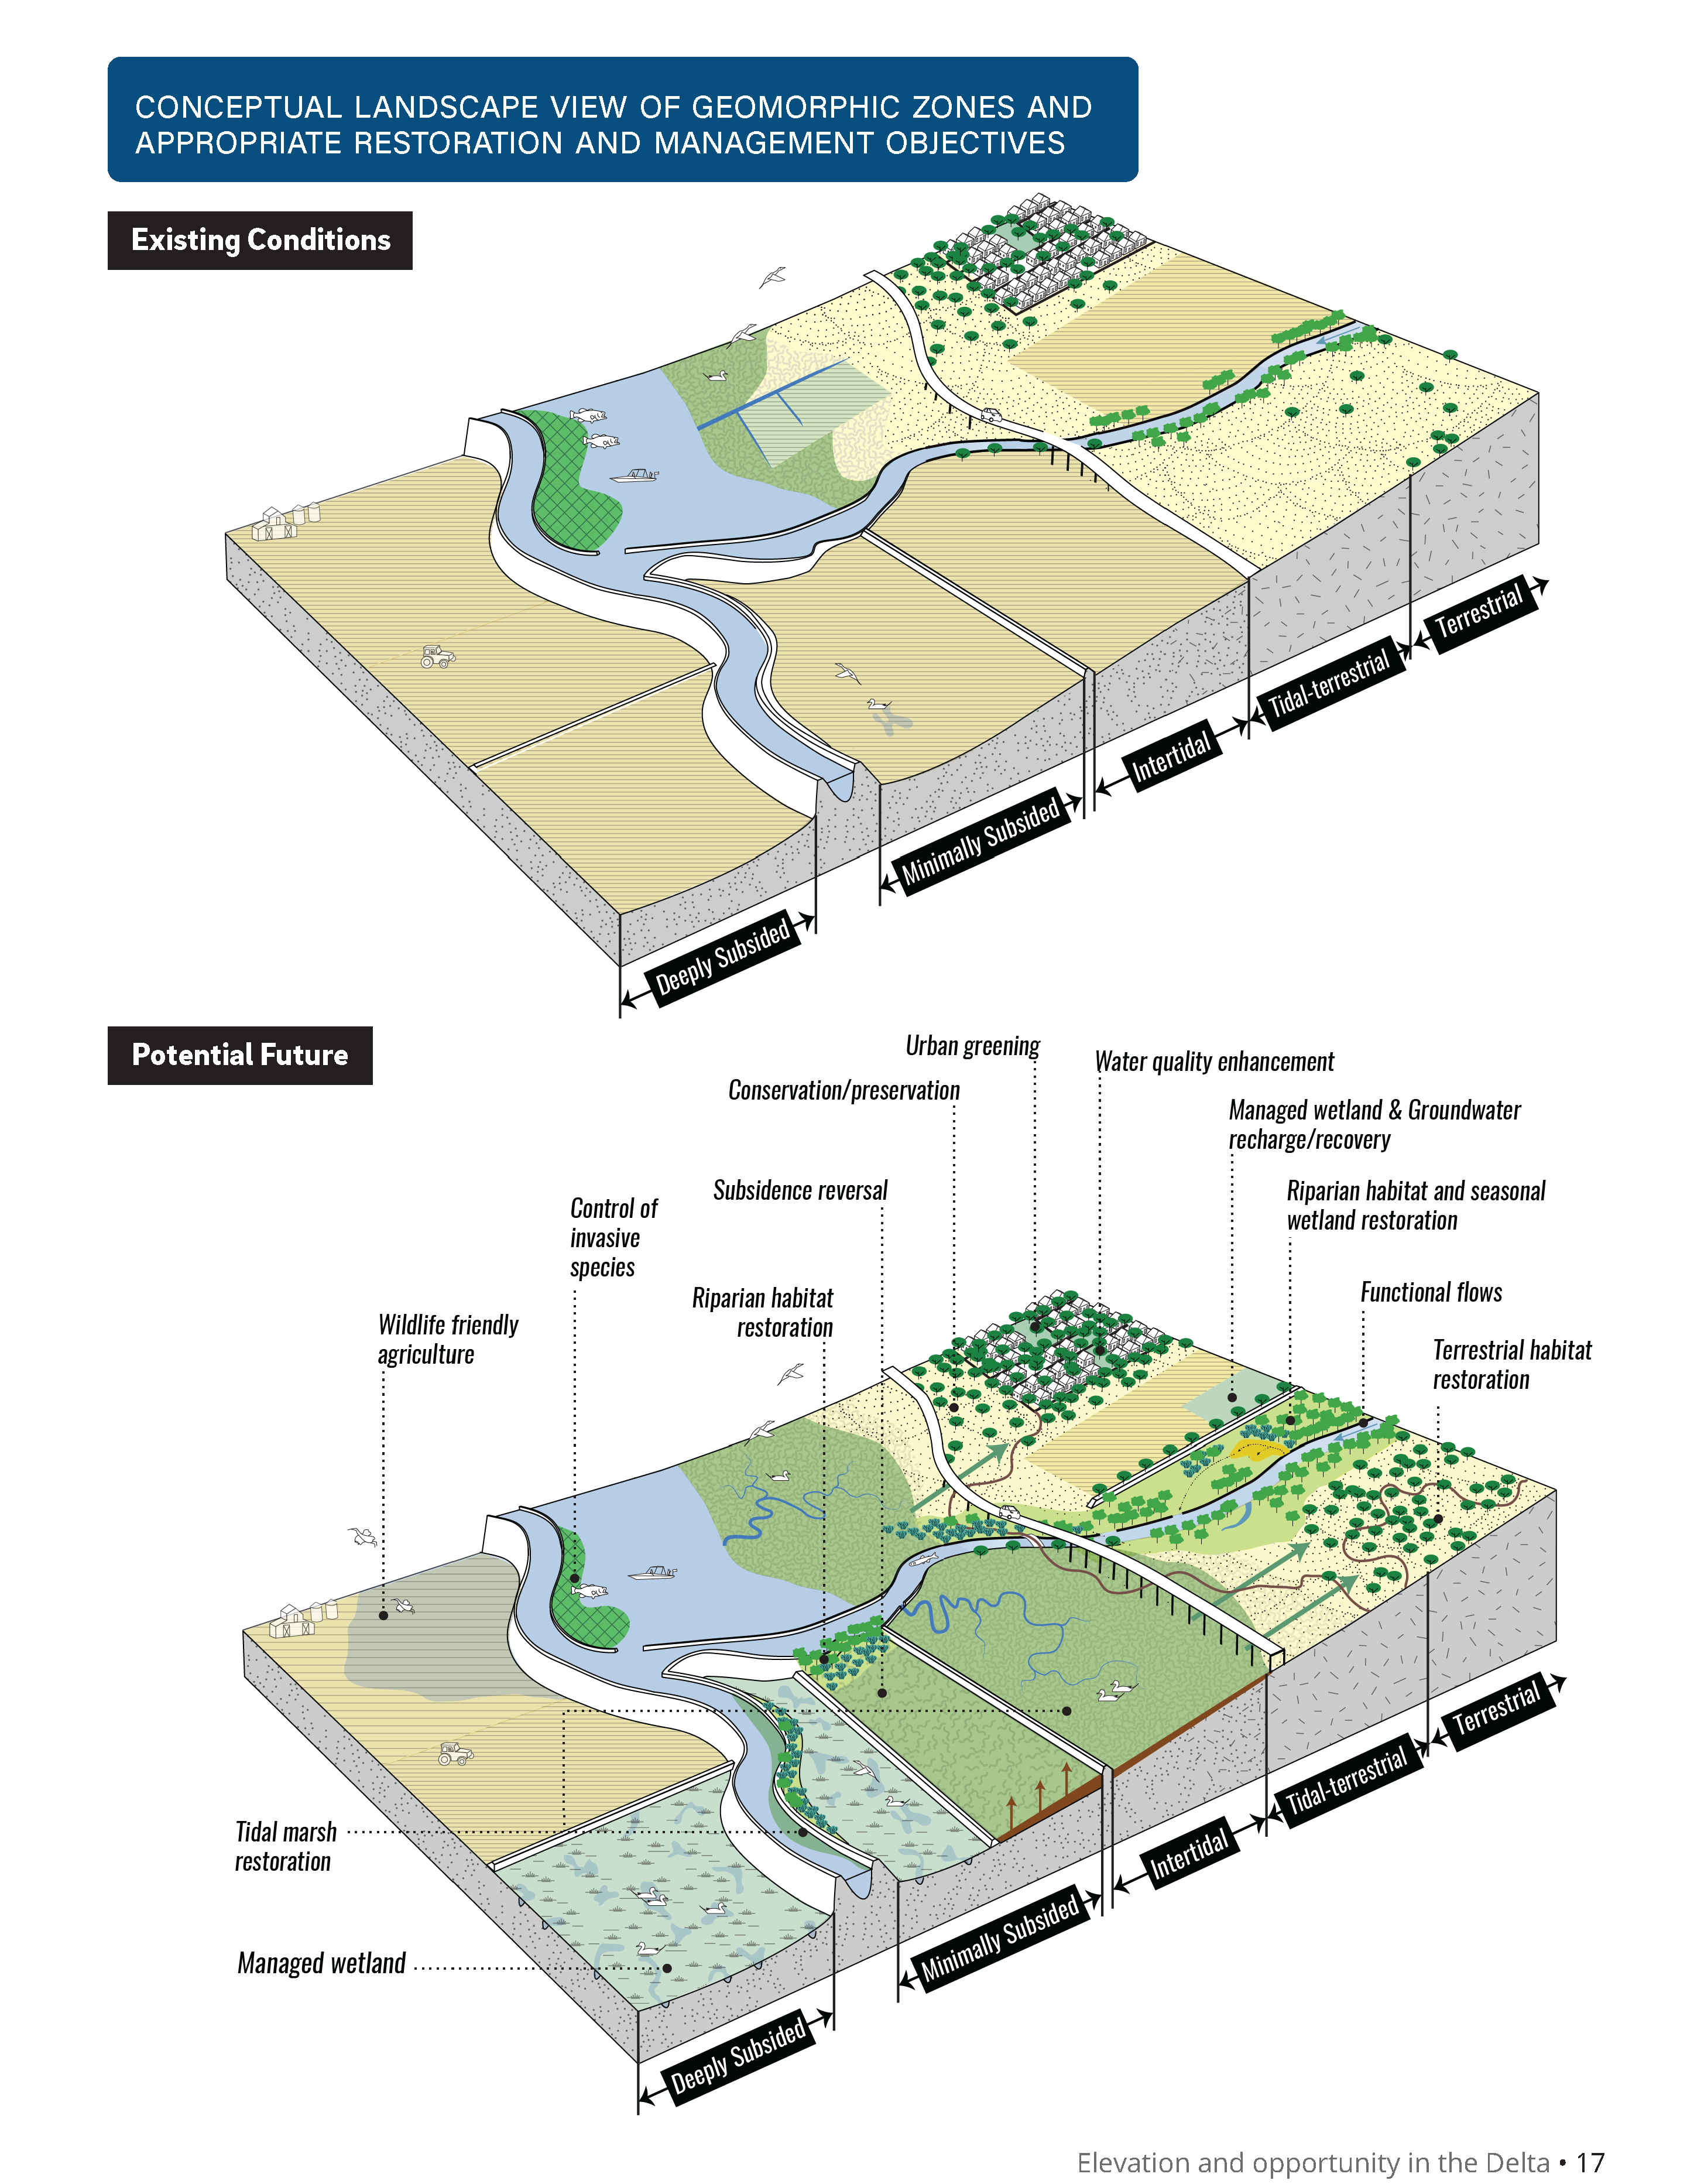 CONCEPTUAL LANDSCAPE VIEW OF GEOMORPHIC ZONES AND
APPROPRIATE RESTORATION AND MANAGEMENT OBJECTIVES
Existing Conditions
Terrestrial
Tidal-terrestrial
Intertidal
Minimally Subsided
Deeply Subsided
Potential Future
Urban greening
Water quality enhancement
Conservation/preservation
Managed wetland & Groundwater
recharge/recovery
Subsidence reversal
Riparian habitat and seasonal
wetland restoration
Control of
invasive
species
Riparian habitat
restoration
Functional flows
Wildlife friendly
agriculture
Terrestrial habitat
restoration
Tidal marsh
restoration
Managed wetland
Terrestrial
Tidal-terrestrial
Intertidal
Minimally Subsided
Deeply Subsided
Elevation and opportunity in the Delta • 17